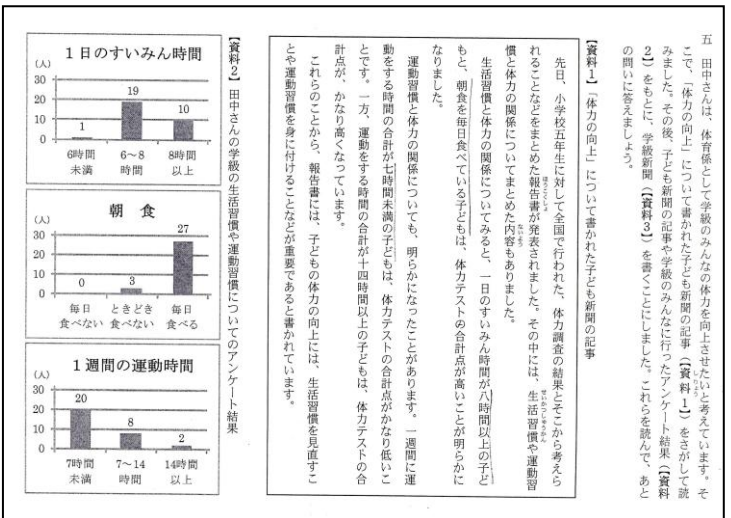 五　田中さんは、体育係として学級のみんなの体力を向上させたいと考えています。そ
こで、「体力の向上」について書かれた子ども新聞の記事（【資料１】）をさがして読
みました。その後、子ども新聞の記事や学級のみんなに行ったアンケート結果（【資料
２】）をもとに、学級新聞（【資料３】）を書くことにしました。これらを読んで、あと
の問いに答えましょう。
【資料１】「体力の向上」について書かれた子ども新聞の記事
先日、小学校五年生に対して全国で行われた、体力調査の結果とそこから考えら
れることなどをまとめた報告書が発表されました。その中には、生活習慣や運動習
慣と体力の関係についてまとめた内容もありました。
生活習慣と体力の関係についてみると、一日のすいみん時間が八時間以上の子ど
もと、朝食を毎日食べている子どもは、体力テストの合計点が高いことが明らかに
なりました。
運動習慣と体力の関係についても、明らかになったことがあります。一週間に運
動をする時間の合計が七時間未満の子どもは、体力テストの合計点がかなり低いこ
とです。一方、運動をする時間の合計が十四時間以上の子どもは、体力テストの合
計点が、かなり高くなっています。
これらのことから、報告書には、子どもの体力の向上には、生活習慣を見直すこ
とや運動習慣を身に付けることなどが重要であると書かれています。
【資料２】田中さんの学級の生活習慣や運動習慣についてのアンケート結果
１日のすいみん時間
(人)
30
20
10
0
1
19
10
6時間未満
6～8時間
8時間以上
朝食
(人)
30
20
10
0
0
3
27
毎日食べない
ときどき食べない
毎日食べる
１週間の運動時間
(人)
30
20
10
0
20
8
2
7時間未満
7～14時間
14時間以上